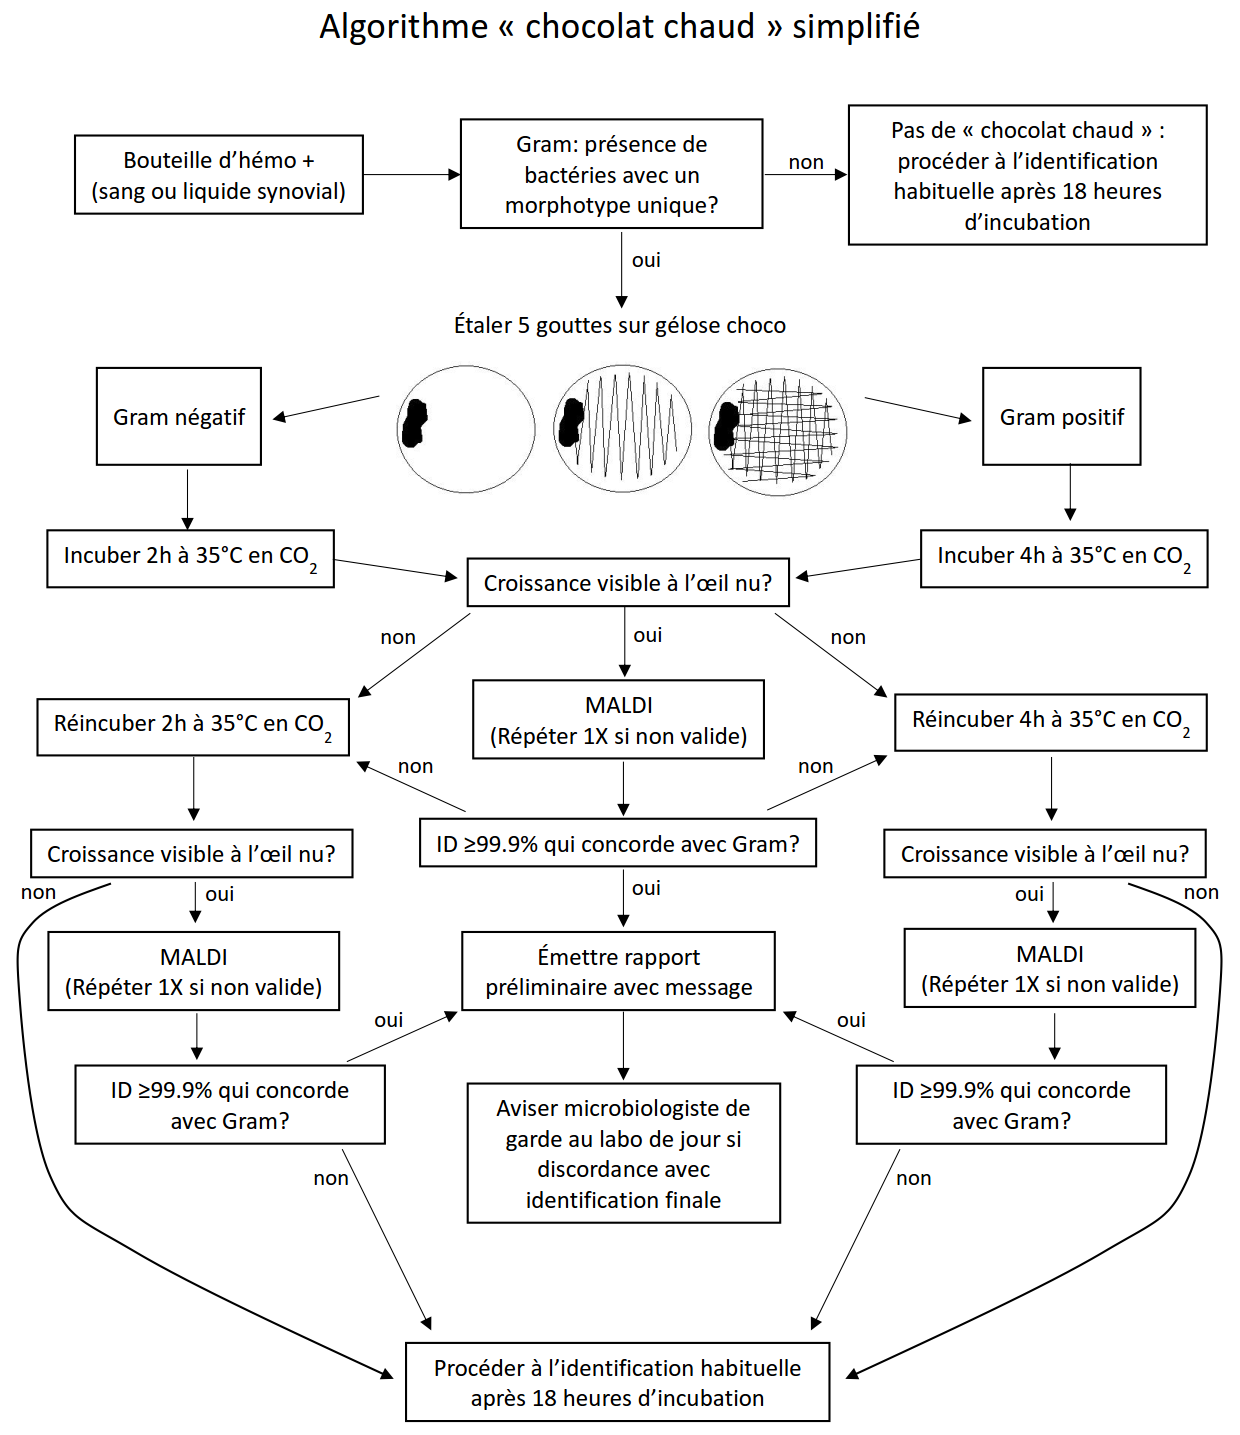 Algorithme « chocolat chaud » simplifié
Bouteille d’hémo +
(sang ou liquide synovial)
Gram: présence de
bactéries avec un
morphotype unique?
non
Pas de « chocolat chaud » :
procéder à l’identification
habituelle après 18 heures
d’incubation
oui
Étaler 5 gouttes sur gélose choco
Gram négatif
Gram positif
Incuber 2h à 35°C en CO2
Croissance visible à l’œil nu?
Incuber 4h à 35°C en CO2
non
oui
non
Réincuber 2h à 35°C en CO2
MALDI
(Répéter 1X si non valide)
Réincuber 4h à 35°C en CO2
non
non
Croissance visible à l’œil nu?
ID ≥99.9% qui concorde avec Gram?
Croissance visible à l’œil nu?
non
oui
oui
oui
non
MALDI
(Répéter 1X si non valide)
Émettre rapport
préliminaire avec message
MALDI
(Répéter 1X si non valide)
oui
oui
ID ≥99.9% qui concorde
avec Gram?
Aviser microbiologiste de
garde au labo de jour si
discordance avec
identification finale
ID ≥99.9% qui concorde
avec Gram?
non
non
Procéder à l’identification habituelle
après 18 heures d’incubation